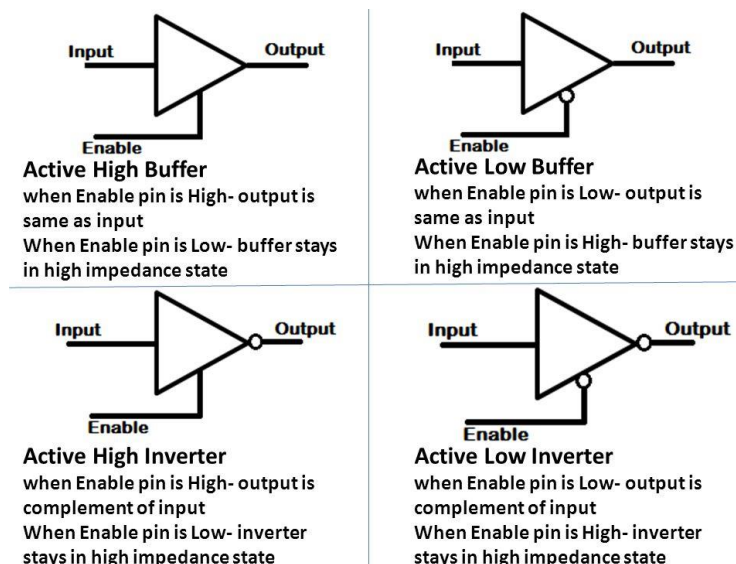 Input
Output
Enable
Active High Buffer
when Enable pin is High- output is
same as input
When Enable pin is Low- buffer stays
in high impedance state
Input
Output
Enable
Active Low Buffer
when Enable pin is Low- output is
same as input
When Enable pin is High- buffer stays
in high impedance state
Input
Output
Enable
Active High Inverter
when Enable pin is High- output is
complement of input
When Enable pin is Low- inverter
stays in high impedance state
Input
Output
Enable
Active Low Inverter
when Enable pin is Low- output is
complement of input
When Enable pin is High- inverter
stays in high impedance state